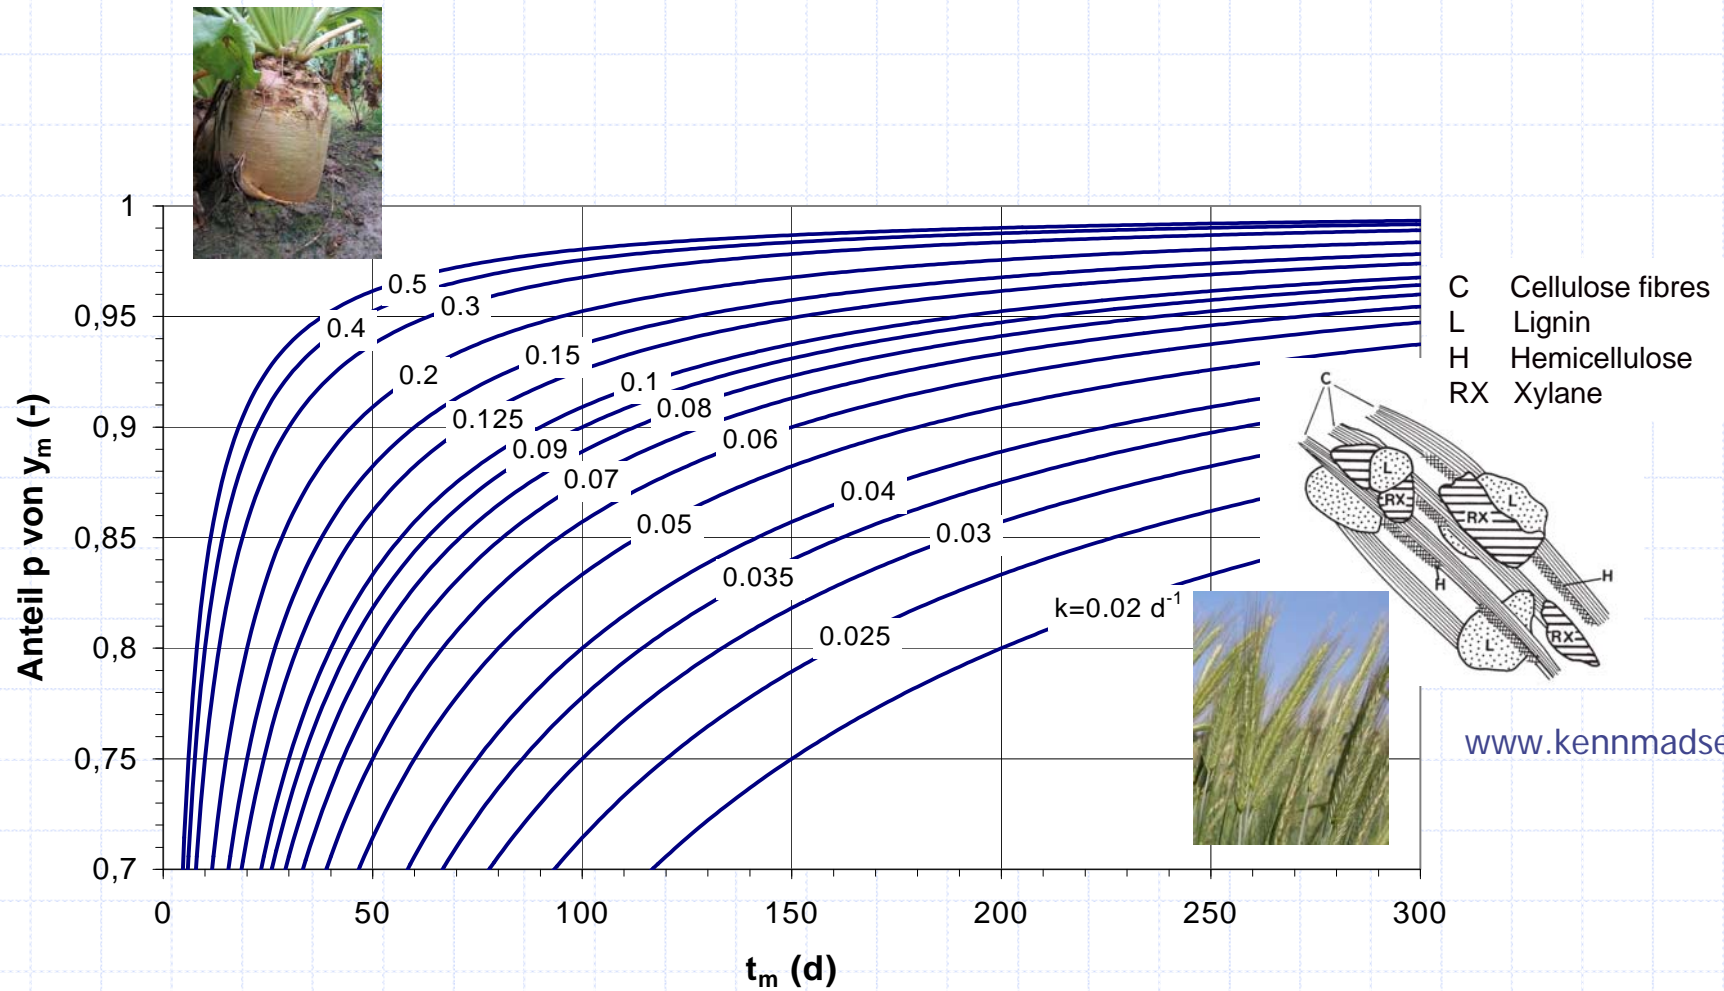 1
0,95
0,9
0,85
0,8
0,75
0,7
Anteil p von yₘ (-)
0.5
0.4
0.3
0.2
0.15
0.125
0.1
0.09
0.08
0.07
0.06
0.05
0.04
0.035
0.03
0.025
k=0.02 d⁻¹
0 50 100 150 200 250 300
tₘ (d)
C Cellulose fibres
L Lignin
H Hemicellulose
RX Xylane
C
L
RX
L
RX
H
H
L
RX
www.kennmadse